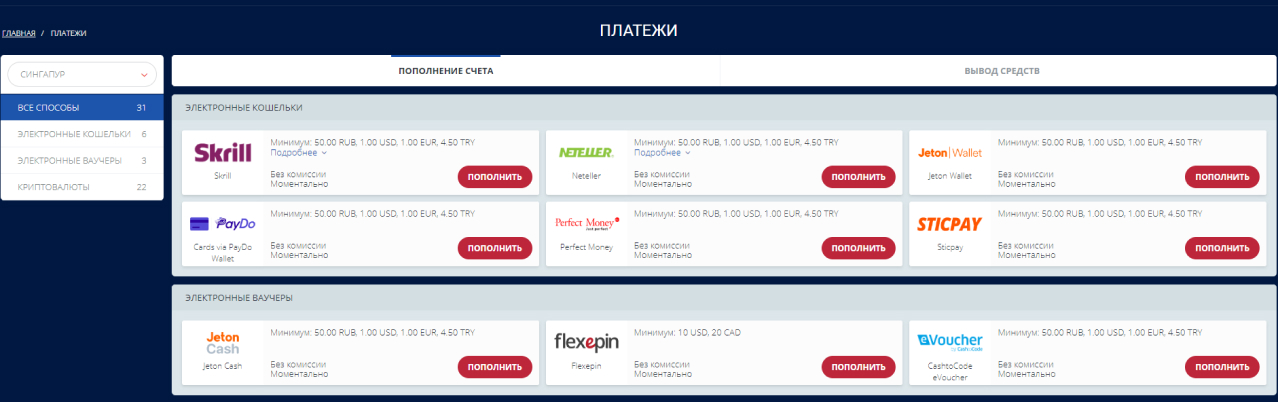 ПЛАТЕЖИ
ГЛАВНАЯ / ПЛАТЕЖИ
СИНГАПУР
ВСЕ СПОСОБЫ 31
ЭЛЕКТРОННЫЕ КОШЕЛЬКИ 6
ЭЛЕКТРОННЫЕ ВАУЧЕРЫ 3
КРИПТОВАЛЮТЫ 22
ПОПОЛНЕНИЕ СЧЕТА
ВЫВОД СРЕДСТВ
ЭЛЕКТРОННЫЕ КОШЕЛЬКИ
Skrill
Skrill
Минимум: 50.00 RUB, 1.00 USD, 1.00 EUR, 4.50 TRY
Подробнее
Без комиссии
Моментально
ПОПОЛНИТЬ
NETELLER
Neteller
Минимум: 50.00 RUB, 1.00 USD, 1.00 EUR, 4.50 TRY
Подробнее
Без комиссии
Моментально
ПОПОЛНИТЬ
Jeton Wallet
Jeton Wallet
Минимум: 50.00 RUB, 1.00 USD, 1.00 EUR, 4.50 TRY
Без комиссии
Моментально
ПОПОЛНИТЬ
PayDo
Cards via PayDo
Wallet
Минимум: 50.00 RUB, 1.00 USD, 1.00 EUR, 4.50 TRY
Без комиссии
Моментально
ПОПОЛНИТЬ
Perfect Money
Just perfect
Perfect Money
Минимум: 50.00 RUB, 1.00 USD, 1.00 EUR, 4.50 TRY
Без комиссии
Моментально
ПОПОЛНИТЬ
STICPAY
Sticpay
Минимум: 50.00 RUB, 1.00 USD, 1.00 EUR, 4.50 TRY
Без комиссии
Моментально
ПОПОЛНИТЬ
ЭЛЕКТРОННЫЕ ВАУЧЕРЫ
Jeton
Cash
Jeton Cash
Минимум: 50.00 RUB, 1.00 USD, 1.00 EUR, 4.50 TRY
Без комиссии
Моментально
ПОПОЛНИТЬ
flexepin
Flexepin
Минимум: 10 USD, 20 CAD
Без комиссии
Моментально
ПОПОЛНИТЬ
eVoucher
by CashtoCode
CashtoCode
eVoucher
Минимум: 50.00 RUB, 1.00 USD, 1.00 EUR, 4.50 TRY
Без комиссии
Моментально
ПОПОЛНИТЬ